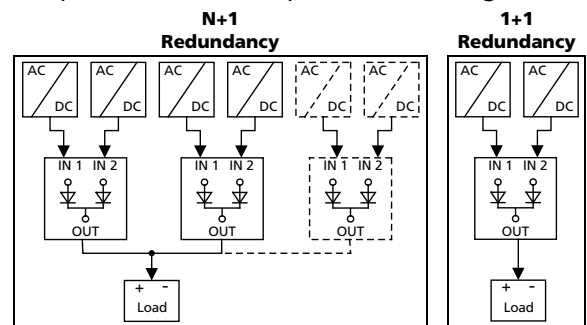 N+1
Redundancy
1+1
Redundancy
AC
DC
AC
DC
AC
DC
AC
DC
AC
DC
AC
DC
AC
DC
AC
DC
IN 1 IN 2
IN 1 IN 2
IN 1 IN 2
IN 1 IN 2
OUT
OUT
OUT
OUT
+ -
Load
+ -
Load